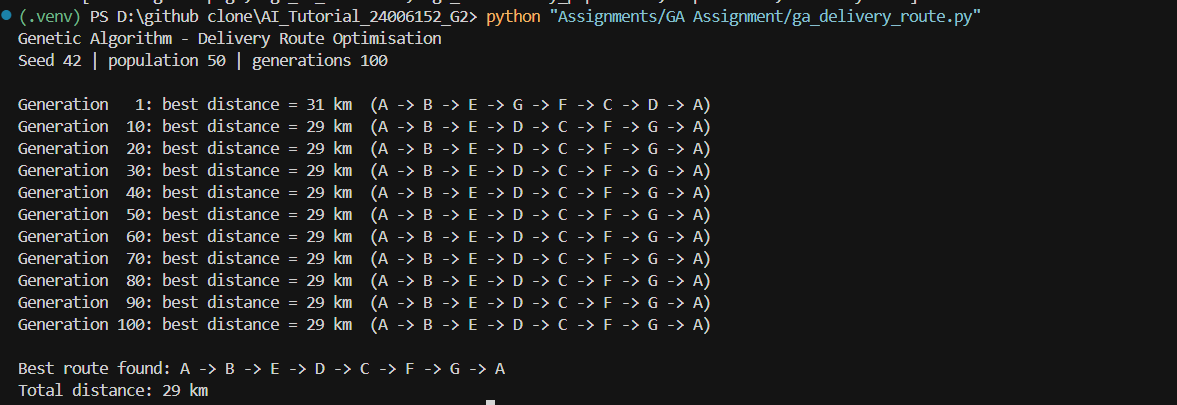 (.venv) PS D:\github clone\AI_Tutorial_24006152_G2> python "Assignments/GA Assignment/ga_delivery_route.py"
Genetic Algorithm - Delivery Route Optimisation
Seed 42 | population 50 | generations 100
Generation   1: best distance = 31 km  (A -> B -> E -> G -> F -> C -> D -> A)
Generation  10: best distance = 29 km  (A -> B -> E -> D -> C -> F -> G -> A)
Generation  20: best distance = 29 km  (A -> B -> E -> D -> C -> F -> G -> A)
Generation  30: best distance = 29 km  (A -> B -> E -> D -> C -> F -> G -> A)
Generation  40: best distance = 29 km  (A -> B -> E -> D -> C -> F -> G -> A)
Generation  50: best distance = 29 km  (A -> B -> E -> D -> C -> F -> G -> A)
Generation  60: best distance = 29 km  (A -> B -> E -> D -> C -> F -> G -> A)
Generation  70: best distance = 29 km  (A -> B -> E -> D -> C -> F -> G -> A)
Generation  80: best distance = 29 km  (A -> B -> E -> D -> C -> F -> G -> A)
Generation  90: best distance = 29 km  (A -> B -> E -> D -> C -> F -> G -> A)
Generation 100: best distance = 29 km  (A -> B -> E -> D -> C -> F -> G -> A)
Best route found: A -> B -> E -> D -> C -> F -> G -> A
Total distance: 29 km